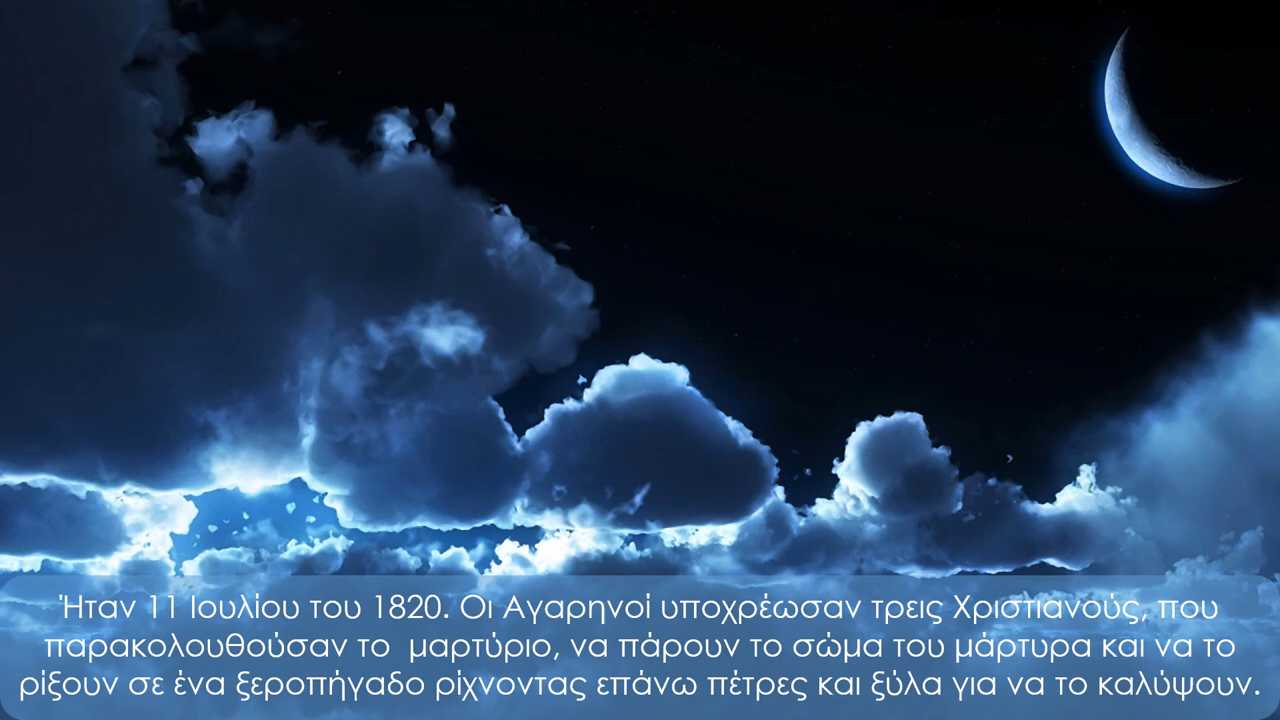 Ήταν 11 Ιουλίου του 1820. Οι Αγαρηνοί υποχρέωσαν τρεις Χριστιανούς, που
παρακολουθούσαν το μαρτύριο, να πάρουν το σώμα του μάρτυρα και να το
ρίξουν σε ένα ξεροπήγαδο ρίχνοντας επάνω πέτρες και ξύλα για να το καλύψουν.